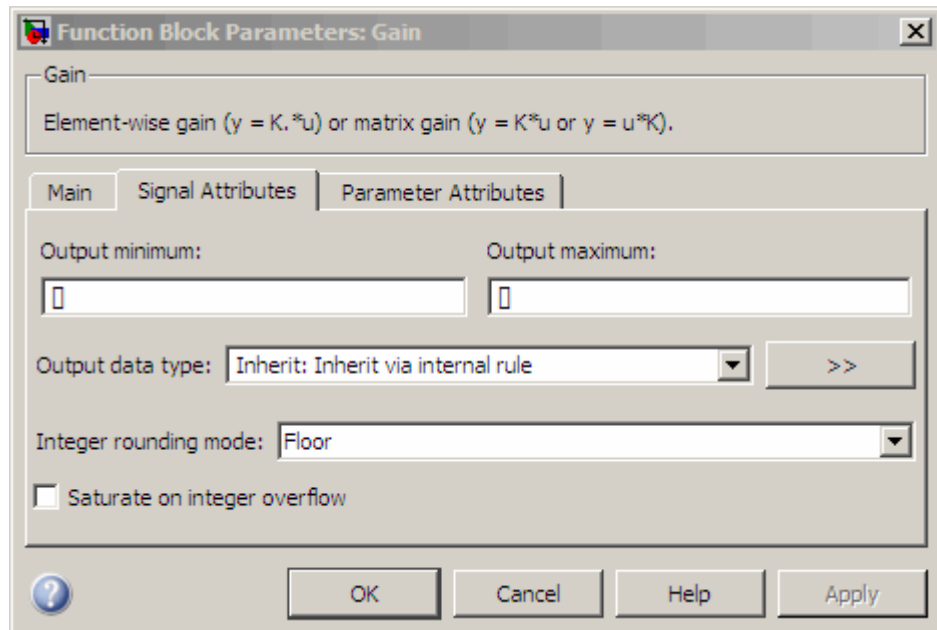 Function Block Parameters: Gain
Gain
Element-wise gain (y = K.*u) or matrix gain (y = K*u or y = u*K).
Main Signal Attributes Parameter Attributes
Output minimum: Output maximum:
[] []
Output data type: Inherit: Inherit via internal rule >>
Integer rounding mode: Floor
Saturate on integer overflow
? OK Cancel Help Apply